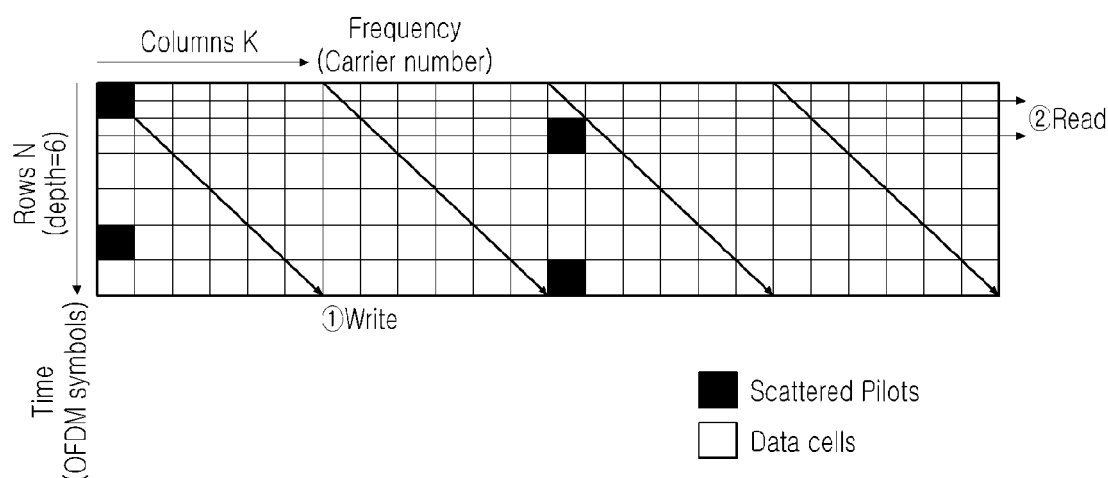 Columns K
Frequency
(Carrier number)
②Read
Rows N
(depth=6)
①Write
Time
(OFDM symbols)
Scattered Pilots
Data cells